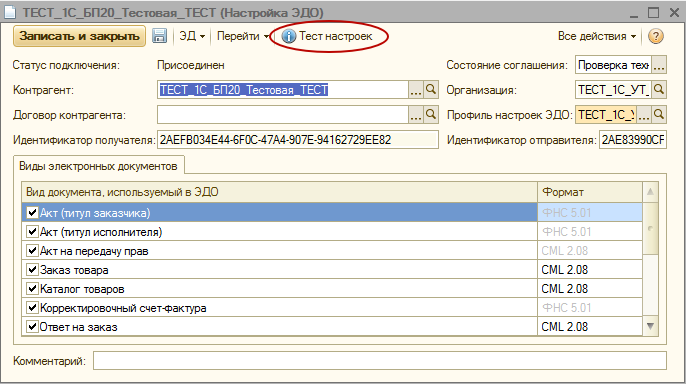 ТЕСТ_1С_БП20_Тестовая_ТЕСТ (Настройка ЭДО)
Записать и закрыть ЭД Перейти Тест настроек Все действия
Статус подключения: Присоединен Состояние соглашения: Проверка техн
Контрагент: ТЕСТ_1С_БП20_Тестовая_ТЕСТ ... Организация: ТЕСТ_1С_УТ_ ...
Договор контрагента: ... Профиль настроек ЭДО: ТЕСТ_1С_У ...
Идентификатор получателя: 2AEFB034E44-6F0C-47A4-907E-94162729EE82 Идентификатор отправителя: 2AE83990CF
Виды электронных документов
Вид документа, используемый в ЭДО Формат
Акт (титул заказчика) ФНС 5.01
Акт (титул исполнителя) ФНС 5.01
Акт на передачу прав CML 2.08
Заказ товара CML 2.08
Каталог товаров CML 2.08
Корректировочный счет-фактура ФНС 5.01
Ответ на заказ CML 2.08
Комментарий: